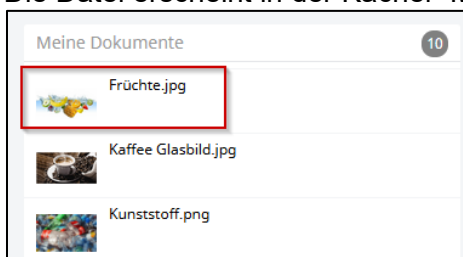 Die Datei erscheint in der Kachel
Meine Dokumente
10
Früchte.jpg
Kaffee Glasbild.jpg
Kunststoff.png